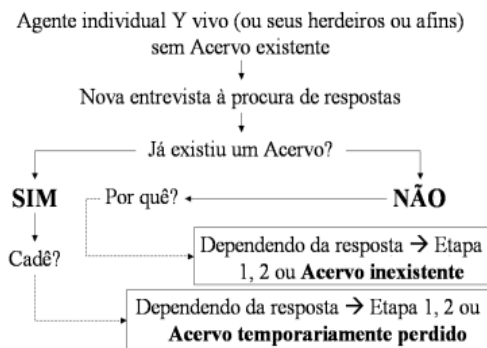 Agente individual Y vivo (ou seus herdeiros ou afins)
sem Acervo existente
Nova entrevista à procura de respostas
Já existiu um Acervo?
SIM
Por quê?
NÃO
Cadê?
Dependendo da resposta → Etapa
1, 2 ou Acervo inexistente
Dependendo da resposta → Etapa 1, 2 ou
Acervo temporariamente perdido